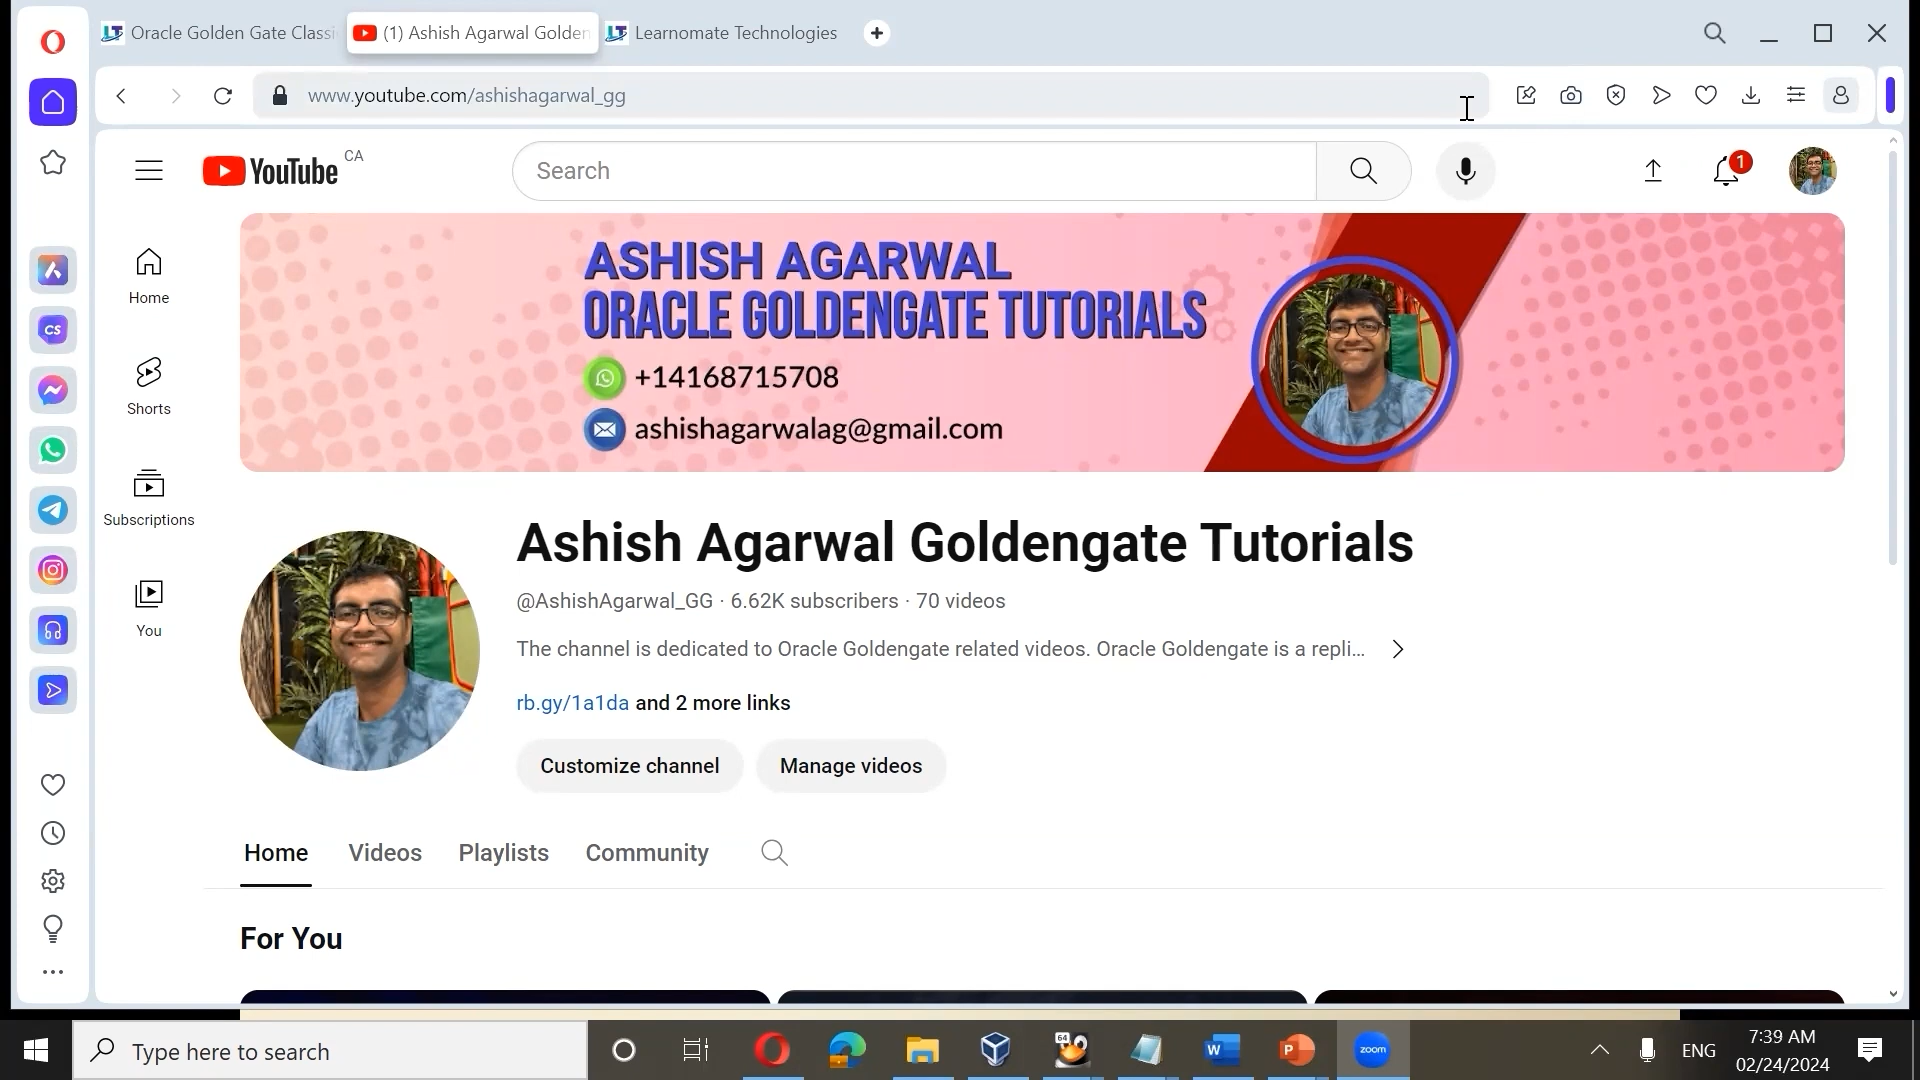 Oracle Golden Gate Classi
(1) Ashish Agarwal Golden
Learnomate Technologies
www.youtube.com/ashishagarwal_gg
YouTube CA
Search
1
Home
Shorts
Subscriptions
You
ASHISH AGARWAL
ORACLE GOLDENGATE TUTORIALS
+14168715708
ashishagarwalag@gmail.com
Ashish Agarwal Goldengate Tutorials
@AshishAgarwal_GG · 6.62K subscribers · 70 videos
The channel is dedicated to Oracle Goldengate related videos. Oracle Goldengate is a repli...
rb.gy/1a1da and 2 more links
Customize channel
Manage videos
Home
Videos
Playlists
Community
For You
CS
Type here to search
64
W
P
zoom
ENG
7:39 AM
02/24/2024